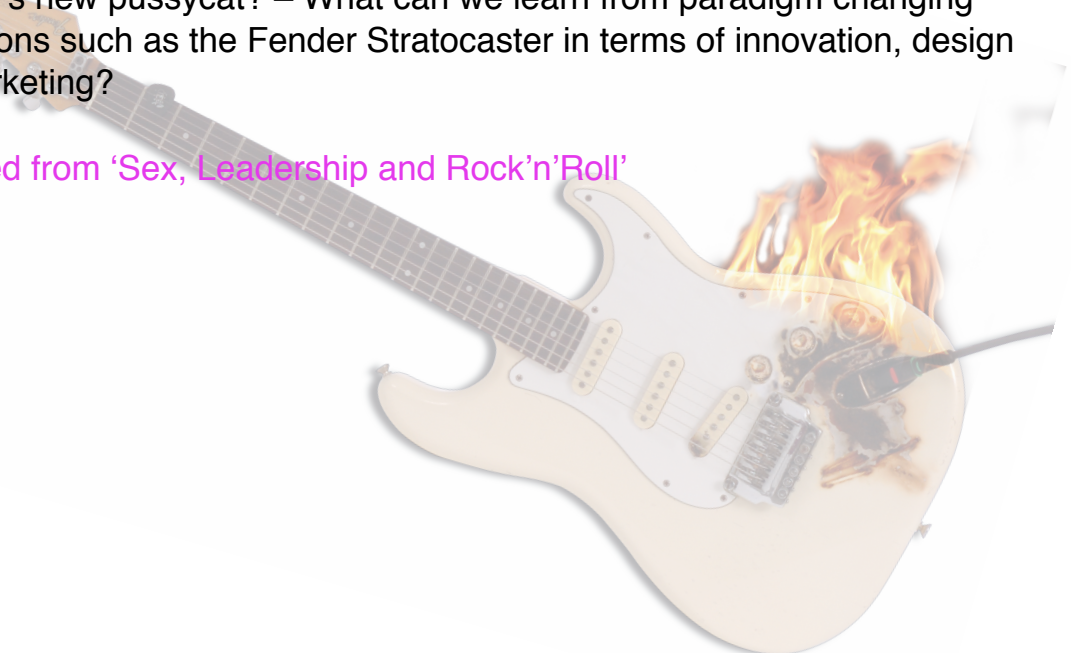 's new pussycat? – What can we learn from paradigm changing
ons such as the Fender Stratocaster in terms of innovation, design
rketing?
ed from ‘Sex, Leadership and Rock’n’Roll’